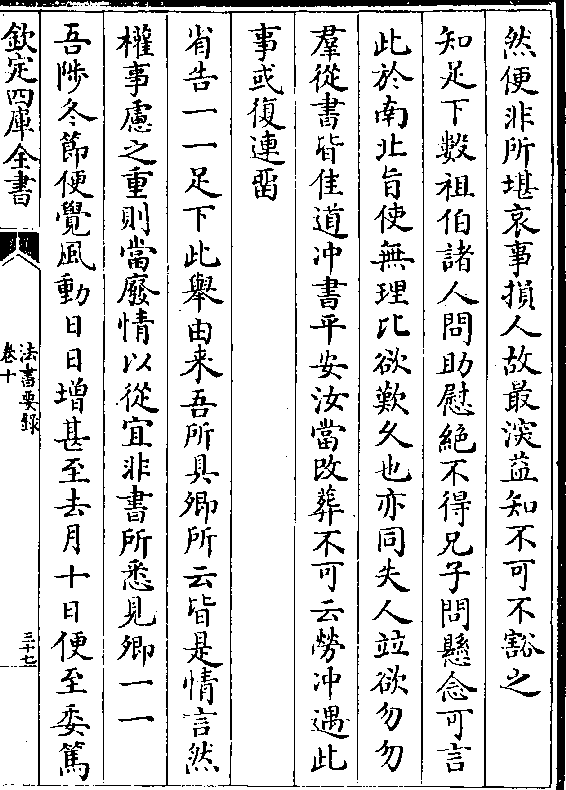 然便非所堪哀事損人故最深益知不可不豁之
知足下數祖伯諸人問助慰絶不得兄子問懸念可言
此於南北旨使無理比欲歎久也亦同失人竝欲勿勿
羣從書皆佳道冲書平安汝當改葬不可云勞冲遇此
事或復連畱
省告一一足下此舉由来吾所具卿所云皆是情言然
權事慮之重則當廢情以從宜非書所悉見卿一一
吾陟冬節便覺風動日日增甚至去月十日便至委篤
欽定四庫全書
法書要録
卷十
三十七